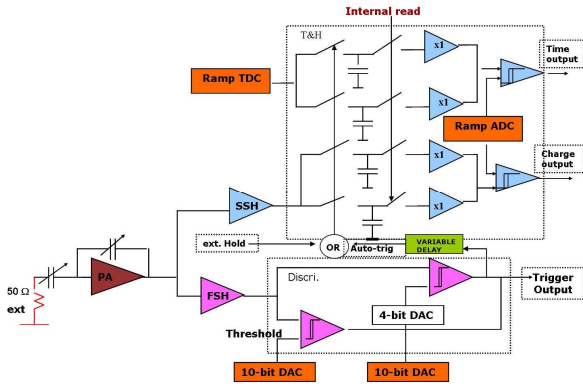 Internal read
T&H
x1
Time
output
Ramp TDC
x1
Ramp ADC
x1
Charge
output
SSH
x1
ext. Hold
OR
Auto-trig
VARIABLE
DELAY
PA
Discri.
50 Ω
ext
FSH
Trigger
Output
4-bit DAC
Threshold
10-bit DAC
10-bit DAC